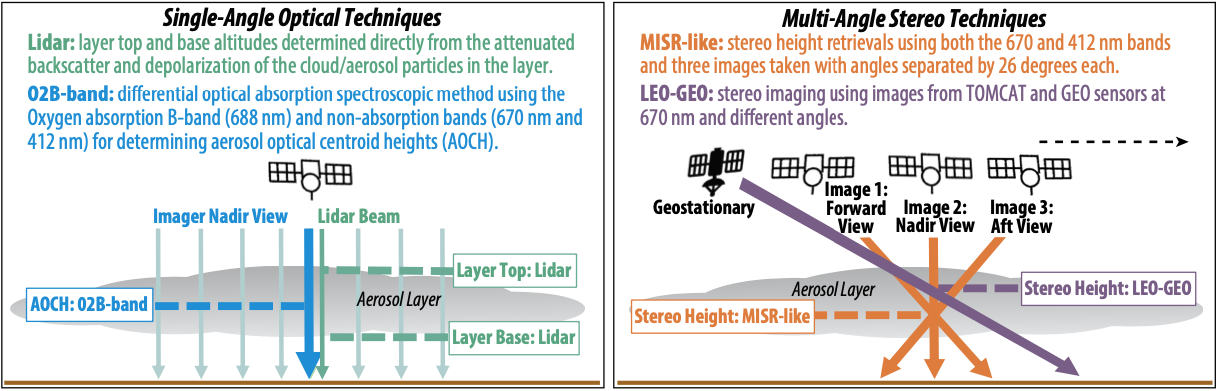 Single-Angle Optical Techniques
Lidar: layer top and base altitudes determined directly from the attenuated
backscatter and depolarization of the cloud/aerosol particles in the layer.
O2B-band: differential optical absorption spectroscopic method using the
Oxygen absorption B-band (688 nm) and non-absorption bands (670 nm and
412 nm) for determining aerosol optical centroid heights (AOCH).
Imager Nadir View
Lidar Beam
Layer Top: Lidar
AOCH: O2B-band
Aerosol Layer
Layer Base: Lidar
Multi-Angle Stereo Techniques
MISR-like: stereo height retrievals using both the 670 and 412 nm bands
and three images taken with angles separated by 26 degrees each.
LEO-GEO: stereo imaging using images from TOMCAT and GEO sensors at
670 nm and different angles.
Geostationary
Image 1:
Forward
View
Image 2:
Nadir View
Image 3:
Aft View
Aerosol Layer
Stereo Height: LEO-GEO
Stereo Height: MISR-like